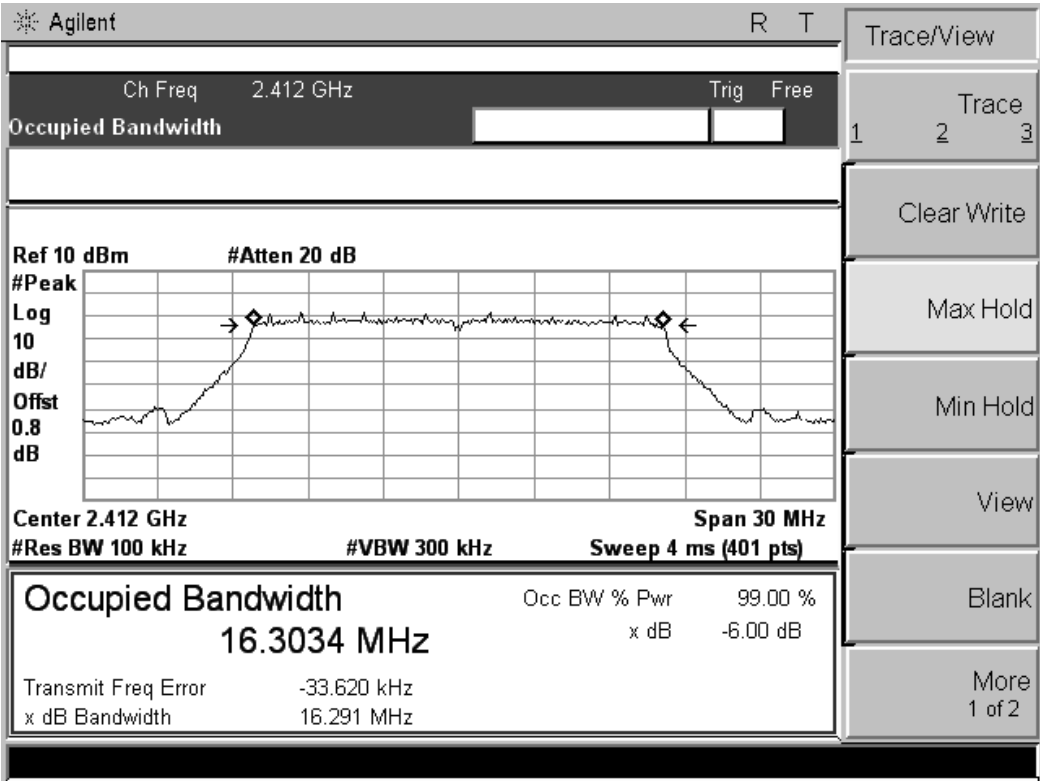 Agilent R T
Ch Freq 2.412 GHz Trig Free
Occupied Bandwidth
Ref 10 dBm #Atten 20 dB
#Peak
Log
10
dB/
Offst
0.8
dB
Center 2.412 GHz Span 30 MHz
#Res BW 100 kHz #VBW 300 kHz Sweep 4 ms (401 pts)
Occupied Bandwidth Occ BW % Pwr 99.00 %
16.3034 MHz x dB -6.00 dB
Transmit Freq Error -33.620 kHz
x dB Bandwidth 16.291 MHz
Trace/View
Trace
1 2 3
Clear Write
Max Hold
Min Hold
View
Blank
More
1 of 2